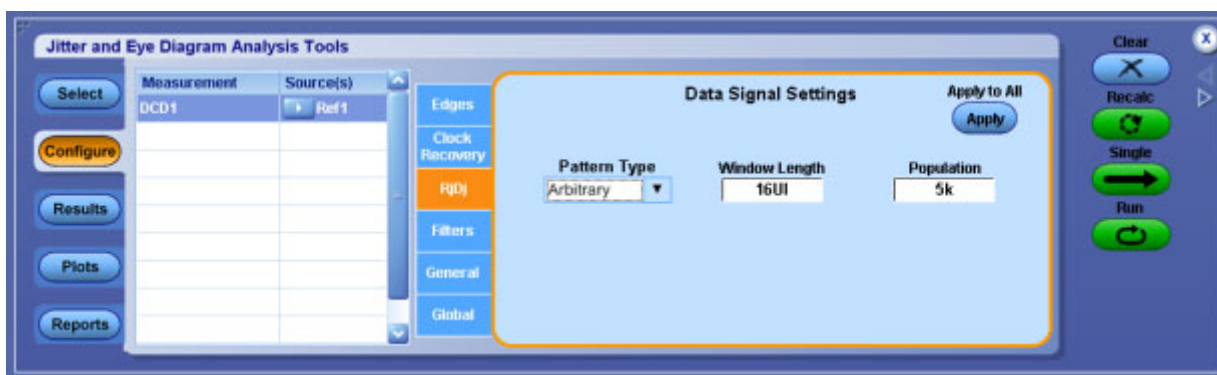 Jitter and Eye Diagram Analysis Tools
Select
Configure
Results
Plots
Reports
Measurement Source(s)
DCD1 Ref1
Edges
Clock
Recovery
RjDj
Filters
General
Global
Data Signal Settings
Apply to All
Apply
Pattern Type Window Length Population
Arbitrary 16UI 5k
Clear
X
Recalc
Single
Run